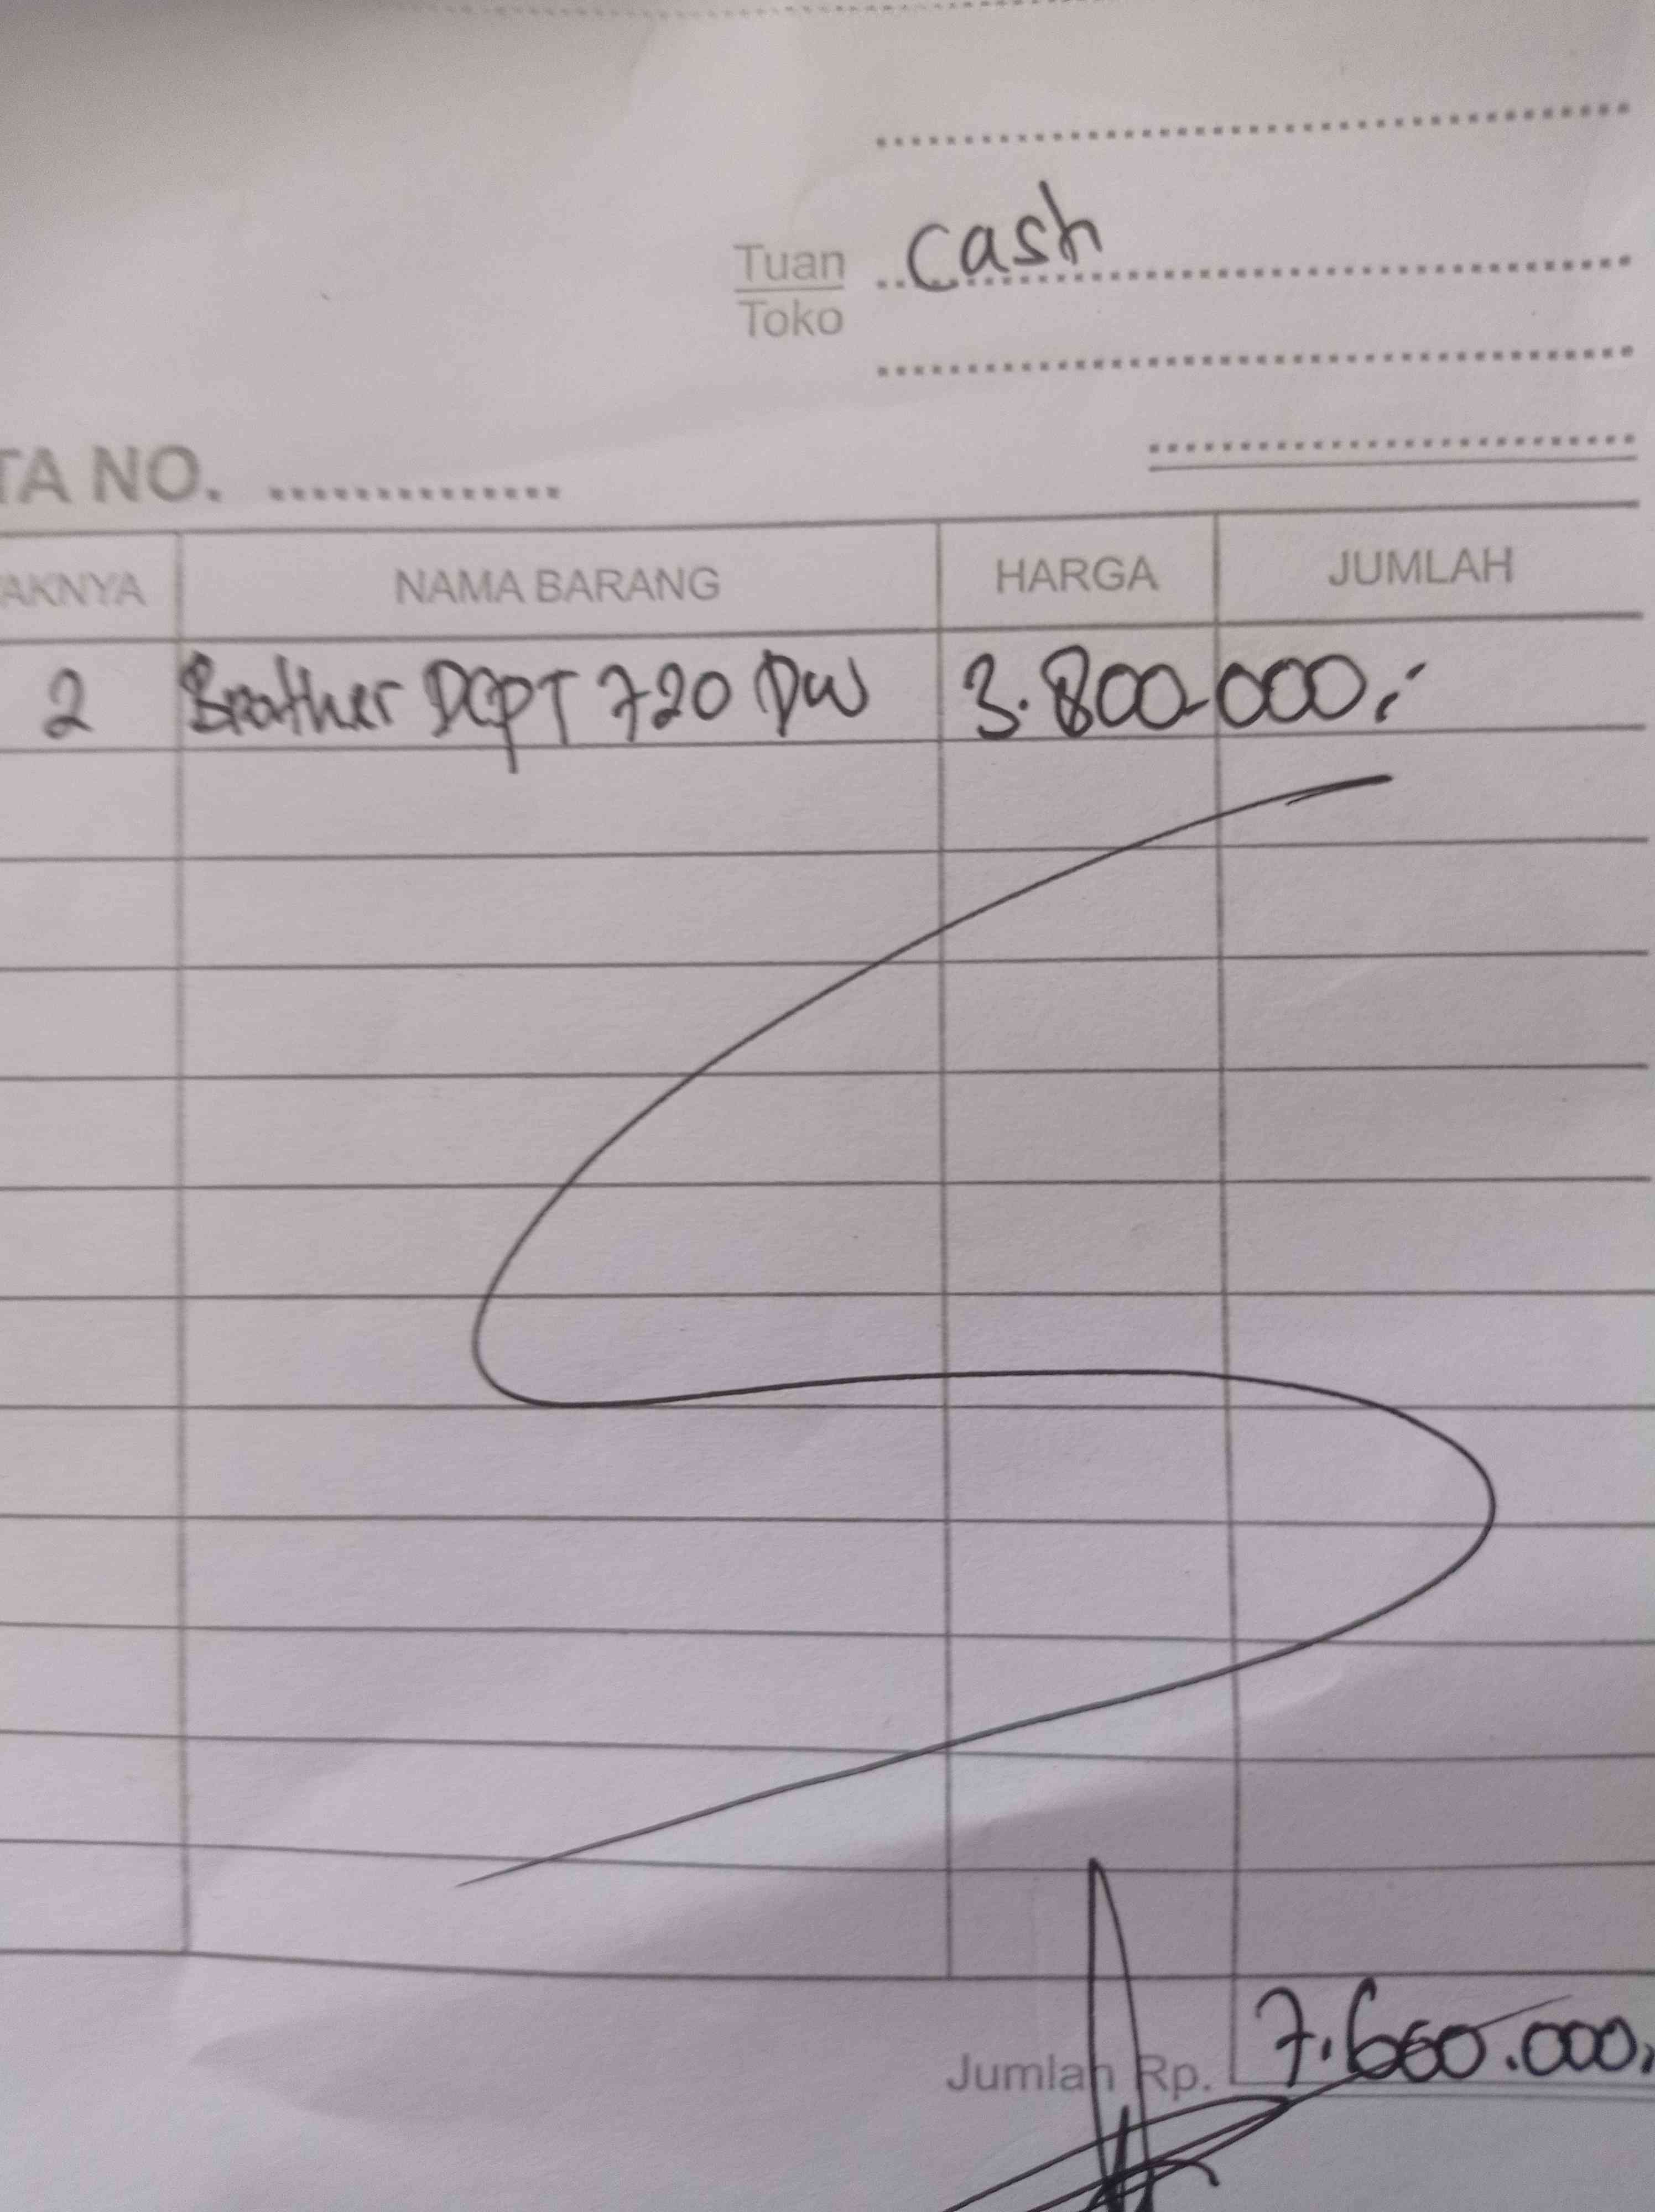 Cash
Tuan
Toko
TA NO.
AKNYA NAMA BARANG HARGA JUMLAH
2 Brother DCPT 720 DW 3.800.000,-
Jumlah Rp. 7.600.000,